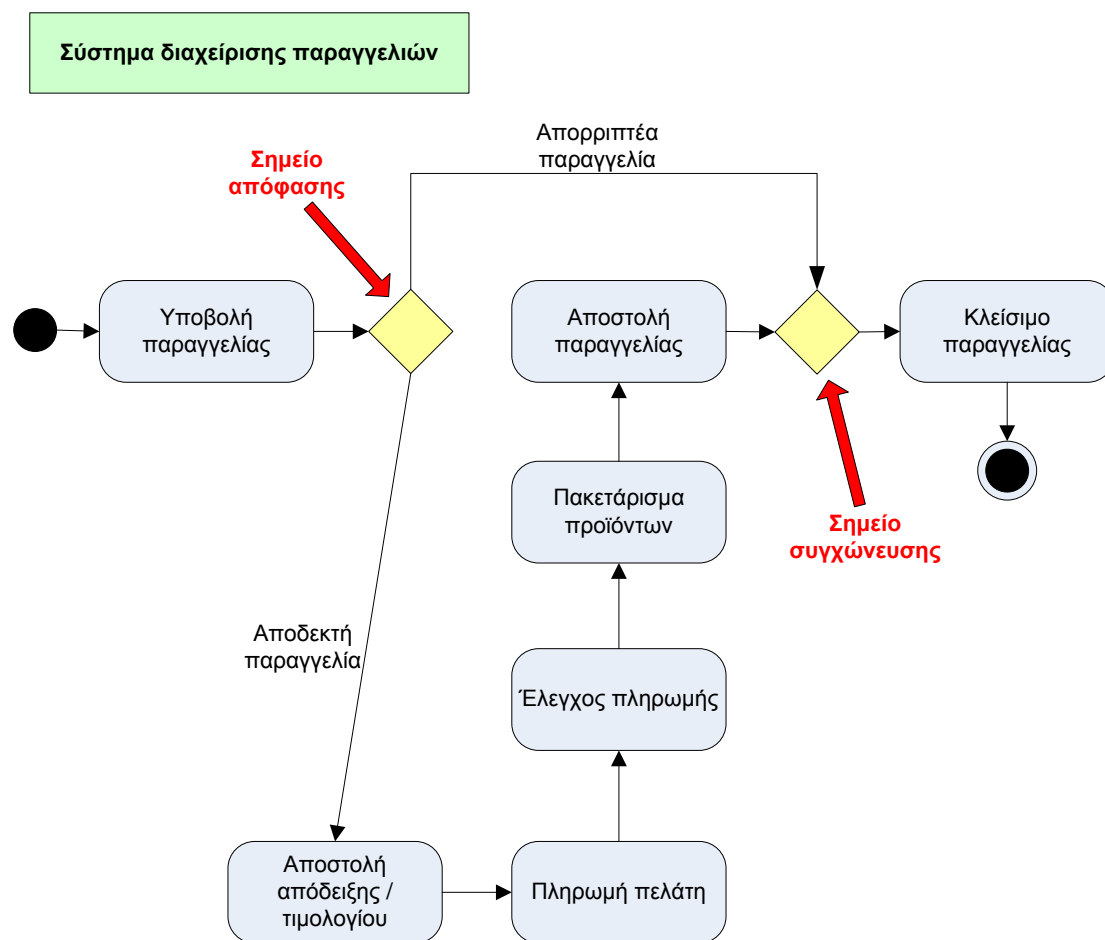 Σύστημα διαχείρισης παραγγελιών
Απορριπτέα
παραγγελία
Σημείο
απόφασης
Υποβολή
παραγγελίας
Αποστολή
παραγγελίας
Κλείσιμο
παραγγελίας
Πακετάρισμα
προϊόντων
Σημείο
συγχώνευσης
Αποδεκτή
παραγγελία
Έλεγχος πληρωμής
Αποστολή
απόδειξης /
τιμολογίου
Πληρωμή πελάτη